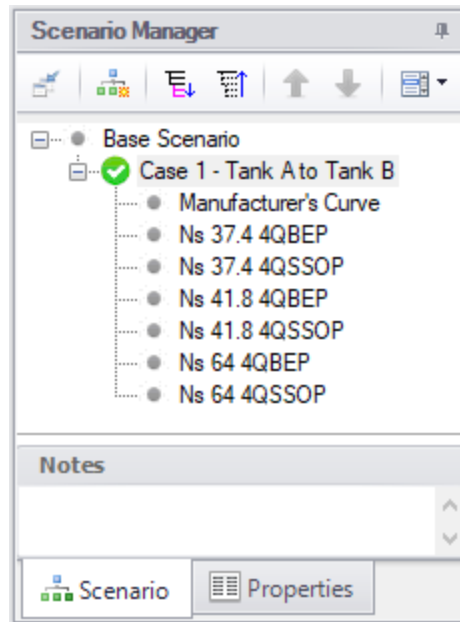 Scenario Manager
Base Scenario
Case 1 - Tank A to Tank B
Manufacturer's Curve
Ns 37.4 4QBEP
Ns 37.4 4QSSOP
Ns 41.8 4QBEP
Ns 41.8 4QSSOP
Ns 64 4QBEP
Ns 64 4QSSOP
Notes
Scenario
Properties